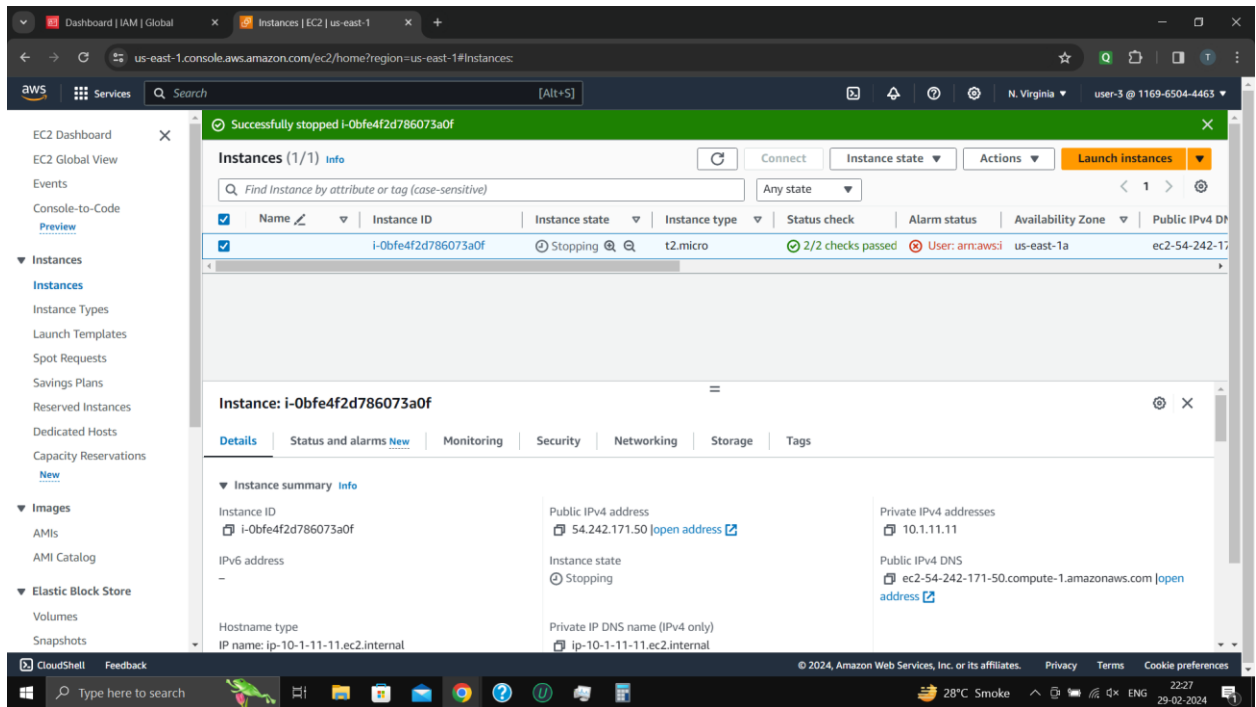 Dashboard | IAM | Global
Instances | EC2 | us-east-1
us-east-1.console.aws.amazon.com/ec2/home?region=us-east-1#Instances:
Q
T
aws
Services
Search
[Alt+S]
N. Virginia
user-3 @ 1169-6504-4463
EC2 Dashboard
EC2 Global View
Events
Console-to-Code
Preview
Instances
Instances
Instance Types
Launch Templates
Spot Requests
Savings Plans
Reserved Instances
Dedicated Hosts
Capacity Reservations
New
Images
AMIs
AMI Catalog
Elastic Block Store
Volumes
Snapshots
Successfully stopped i-0bfe4f2d786073a0f
Instances (1/1) Info
Connect
Instance state
Actions
Launch instances
Find Instance by attribute or tag (case-sensitive)
Any state
1
Name Instance ID Instance state Instance type Status check Alarm status Availability Zone Public IPv4 DN
i-0bfe4f2d786073a0f Stopping t2.micro 2/2 checks passed User: arn:aws:i us-east-1a ec2-54-242-17
Instance: i-0bfe4f2d786073a0f
Details Status and alarms New Monitoring Security Networking Storage Tags
Instance summary Info
Instance ID
i-0bfe4f2d786073a0f
Public IPv4 address
54.242.171.50 |open address
Private IPv4 addresses
10.1.11.11
IPv6 address
–
Instance state
Stopping
Public IPv4 DNS
ec2-54-242-171-50.compute-1.amazonaws.com |open
address
Hostname type
IP name: ip-10-1-11-11.ec2.internal
Private IP DNS name (IPv4 only)
ip-10-1-11-11.ec2.internal
CloudShell Feedback
© 2024, Amazon Web Services, Inc. or its affiliates. Privacy Terms Cookie preferences
Type here to search
28°C Smoke
ENG
22:27
29-02-2024
1